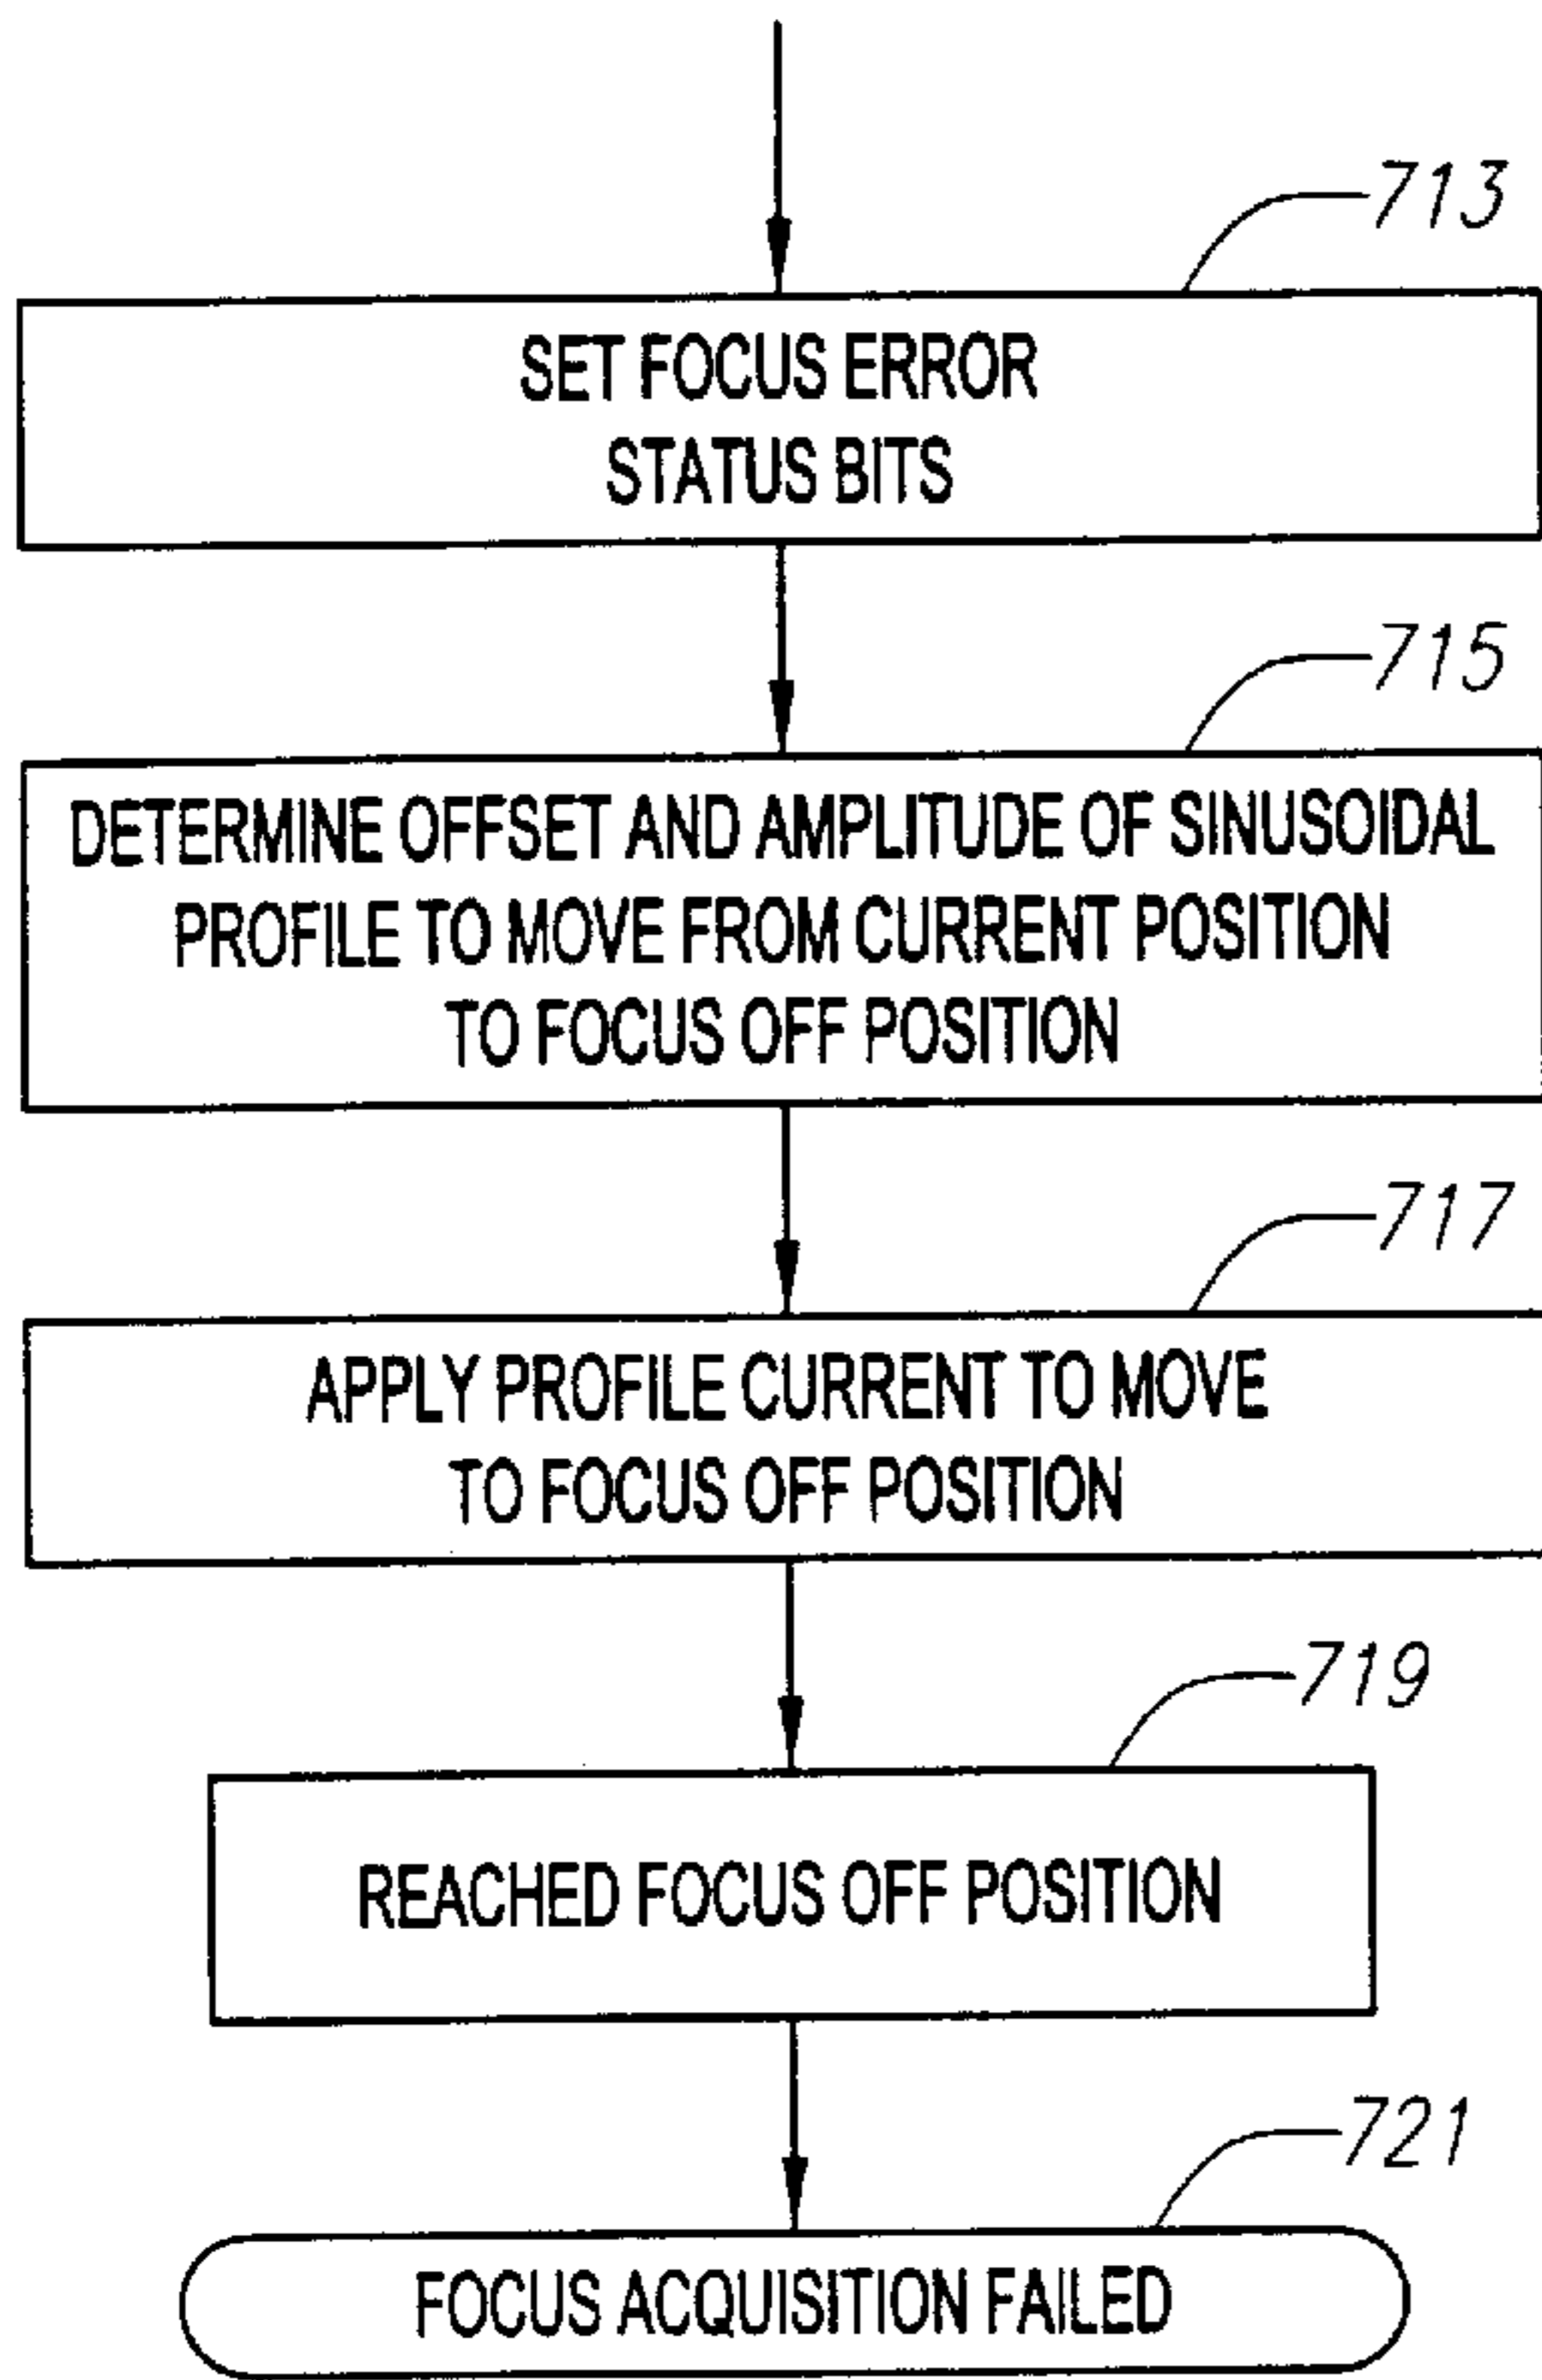 713
SET FOCUS ERROR
STATUS BITS
715
DETERMINE OFFSET AND AMPLITUDE OF SINUSOIDAL
PROFILE TO MOVE FROM CURRENT POSITION
TO FOCUS OFF POSITION
717
APPLY PROFILE CURRENT TO MOVE
TO FOCUS OFF POSITION
719
REACHED FOCUS OFF POSITION
721
FOCUS ACQUISITION FAILED